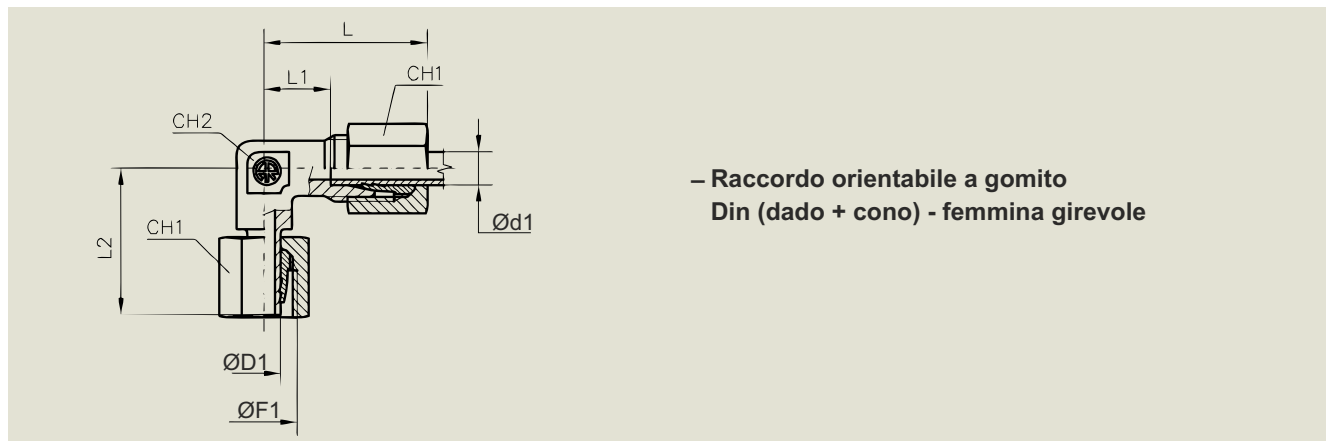 L
L1
CH1
CH2
Ød1
L2
CH1
ØD1
ØF1
– Raccordo orientabile a gomito
Din (dado + cono) - femmina girevole